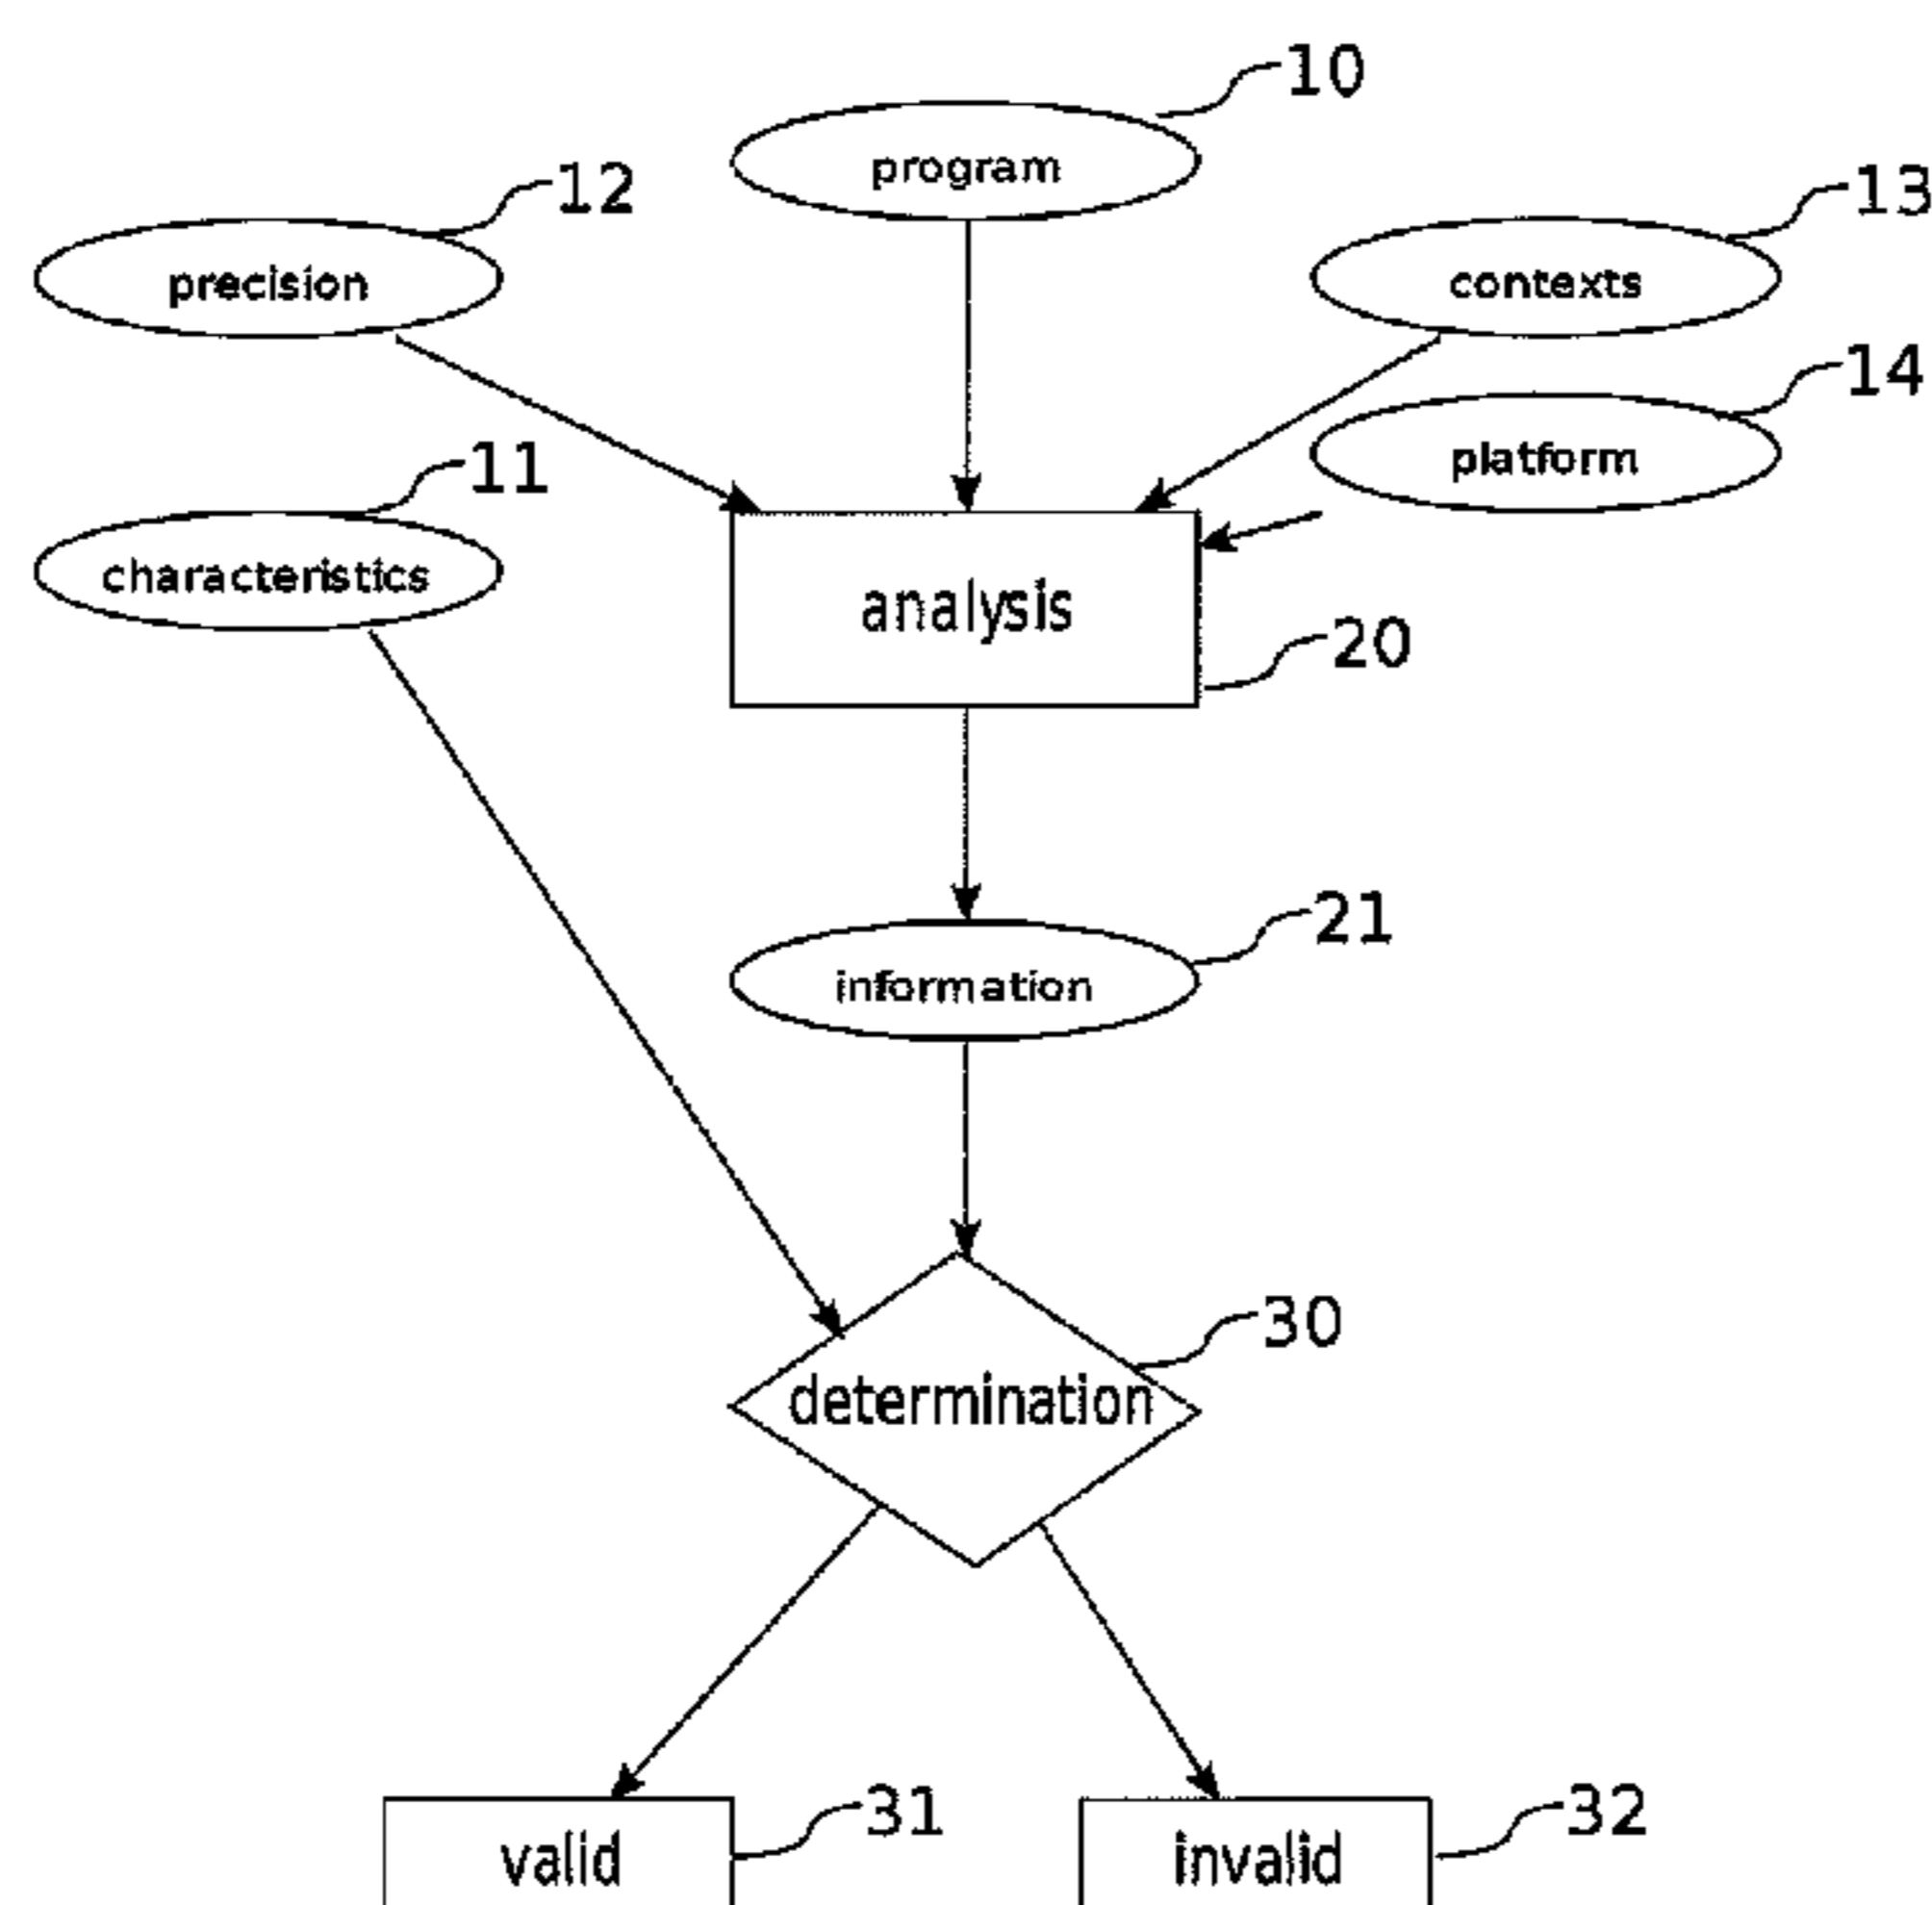 10
program
12
precision
13
contexts
14
platform
11
characteristics
analysis
20
21
information
30
determination
31
valid
32
invalid